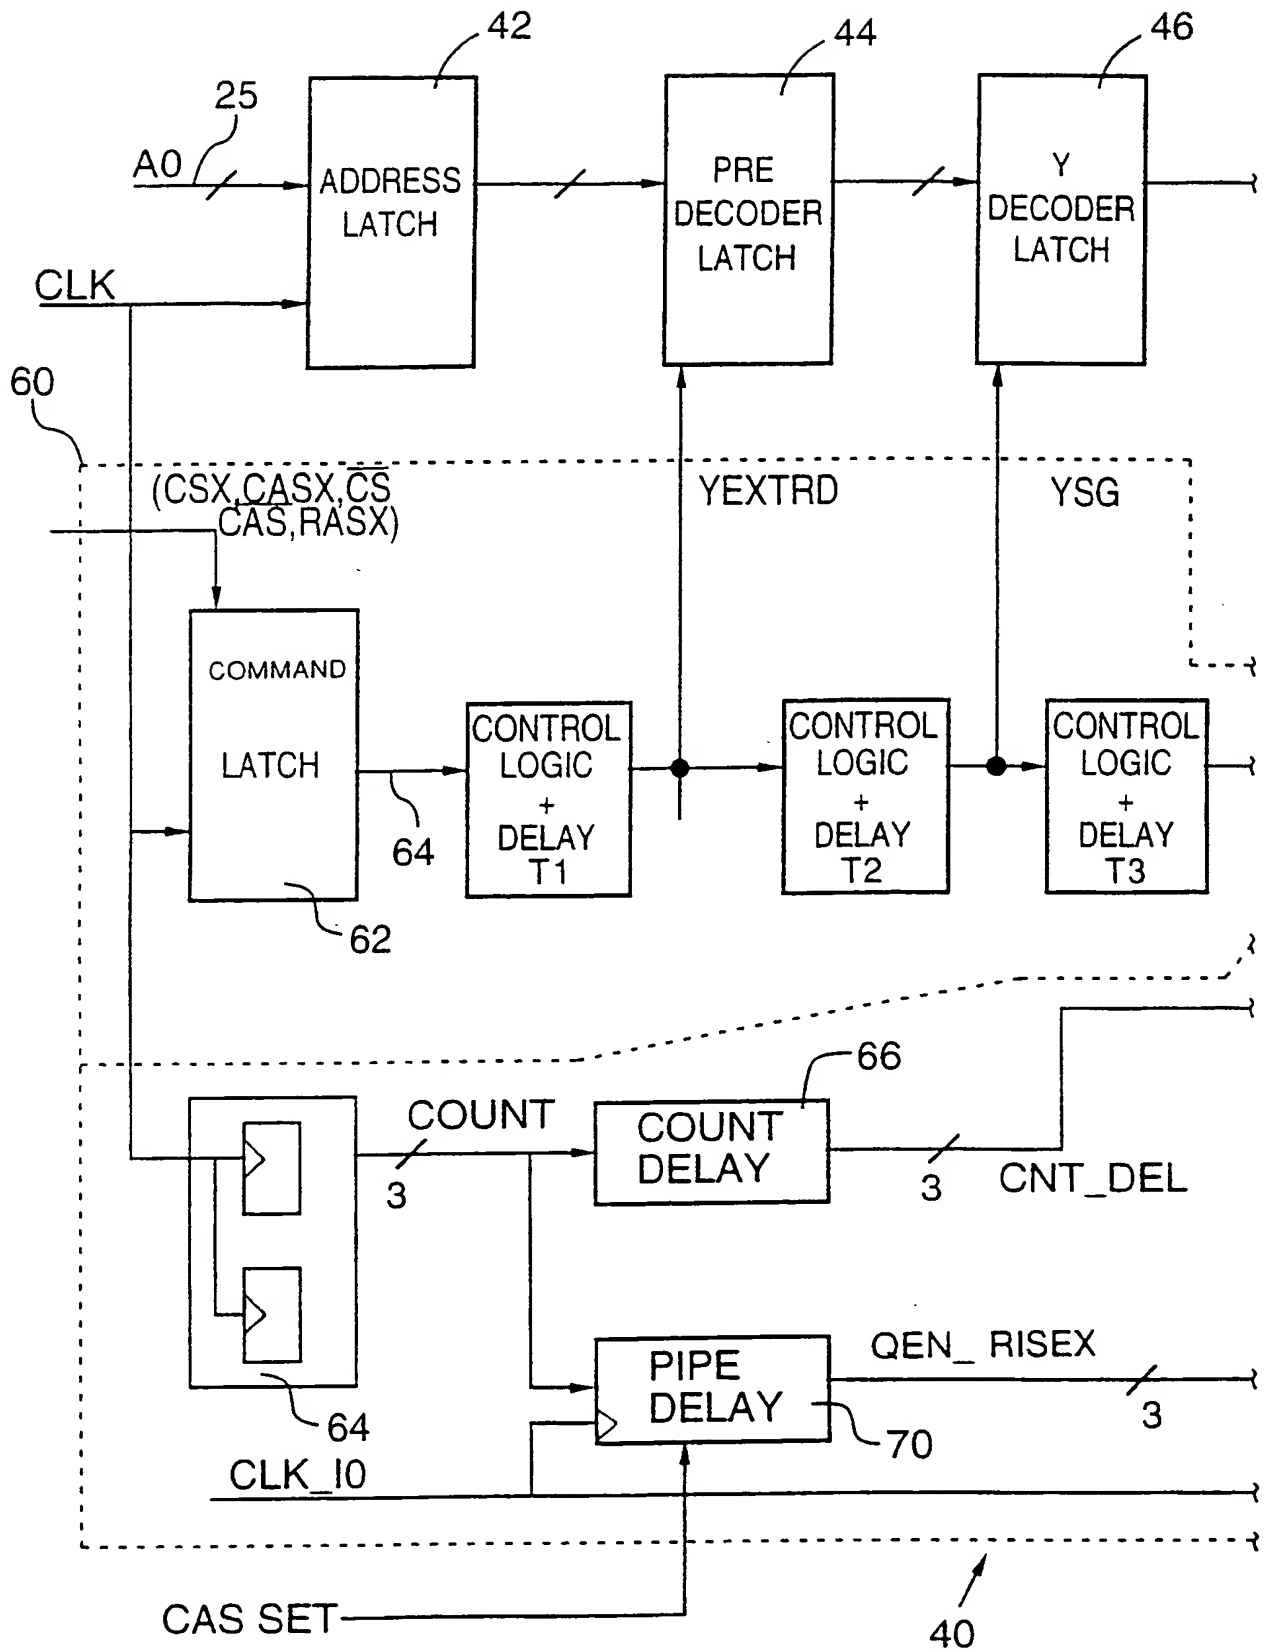 42
44
46
25
A0
ADDRESS
LATCH
PRE
DECODER
LATCH
Y
DECODER
LATCH
CLK
60
(CSX,CASX,C̅S̅
C̅A̅S̅,RASX)
YEXTRD
YSG
COMMAND
LATCH
64
62
CONTROL
LOGIC
+
DELAY
T1
CONTROL
LOGIC
+
DELAY
T2
CONTROL
LOGIC
+
DELAY
T3
66
COUNT
3
COUNT
DELAY
3
CNT_DEL
64
PIPE
DELAY
70
QEN_ RISEX
3
CLK_I0
CAS SET
40